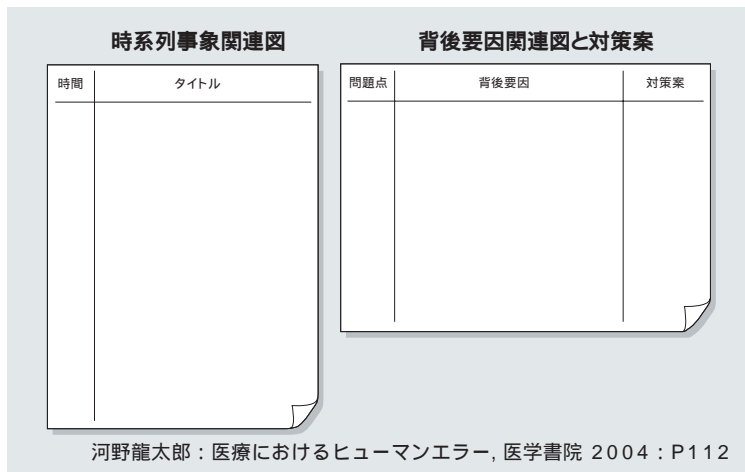 時系列事象関連図
時間 タイトル
背後要因関連図と対策案
問題点 背後要因 対策案
河野龍太郎：医療におけるヒューマンエラー, 医学書院 2004：P112